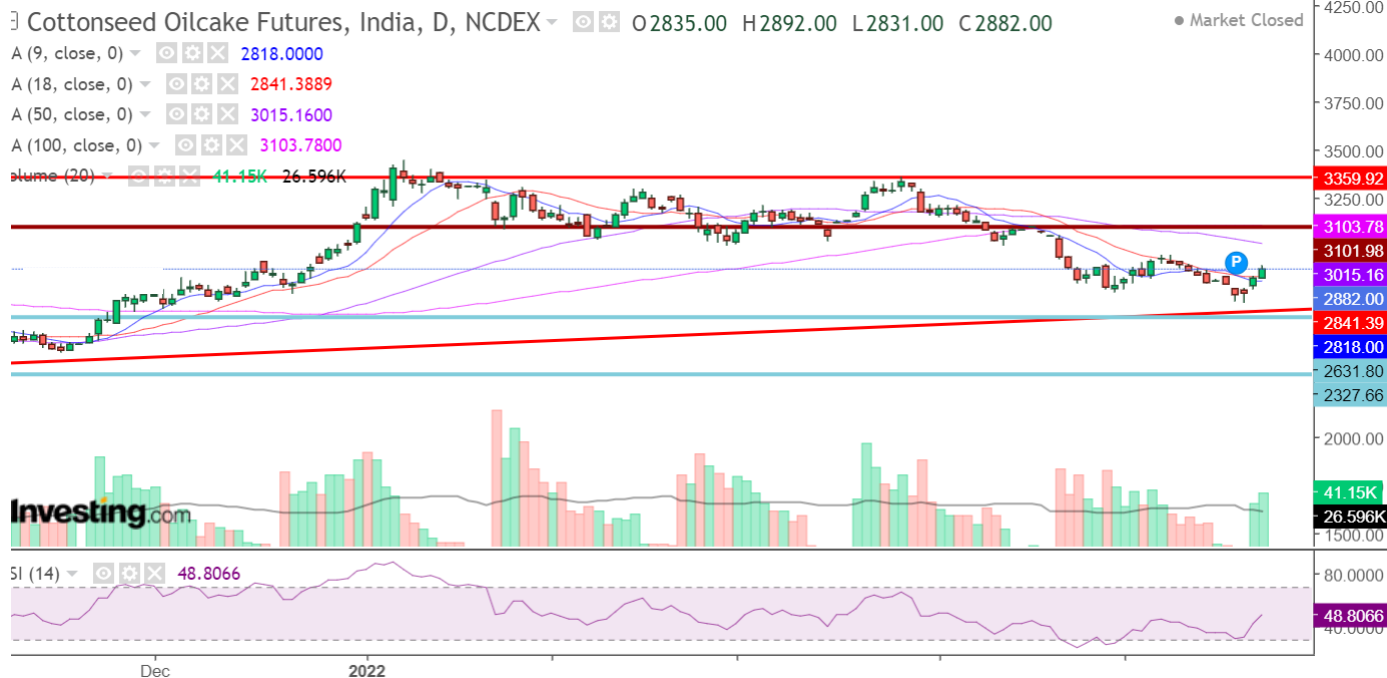 Cottonseed Oilcake Futures, India, D, NCDEX O2835.00 H2892.00 L2831.00 C2882.00
Market Closed
A (9, close, 0) 2818.0000
A (18, close, 0) 2841.3889
A (50, close, 0) 3015.1600
A (100, close, 0) 3103.7800
olume (20) 41.15K 26.596K
4250.00
4000.00
3750.00
3500.00
3359.92
3250.00
3103.78
3101.98
3015.16
2882.00
2841.39
2818.00
2631.80
2327.66
2000.00
41.15K
26.596K
1500.00
P
Investing.com
SI (14) 48.8066
80.0000
48.8066
40.0000
Dec
2022